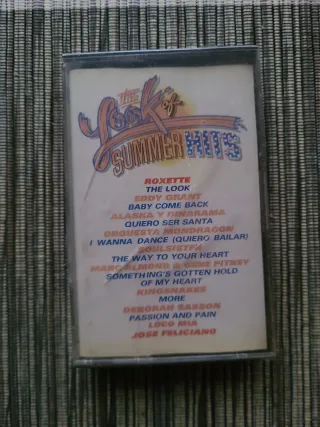 The
Look of
SUMMER HITS
ROXETTE
THE LOOK
EDDY GRANT
BABY COME BACK
ALASKA Y DINARAMA
QUIERO SER SANTA
ORQUESTA MONDRAGON
I WANNA DANCE (QUIERO BAILAR)
SOULSISTER
THE WAY TO YOUR HEART
MARC ALMOND & GENE PITNEY
SOMETHING'S GOTTEN HOLD
OF MY HEART
KINGSNAKES
MORE
DEBORAH SASSON
PASSION AND PAIN
LOCO MIA
JOSE FELICIANO